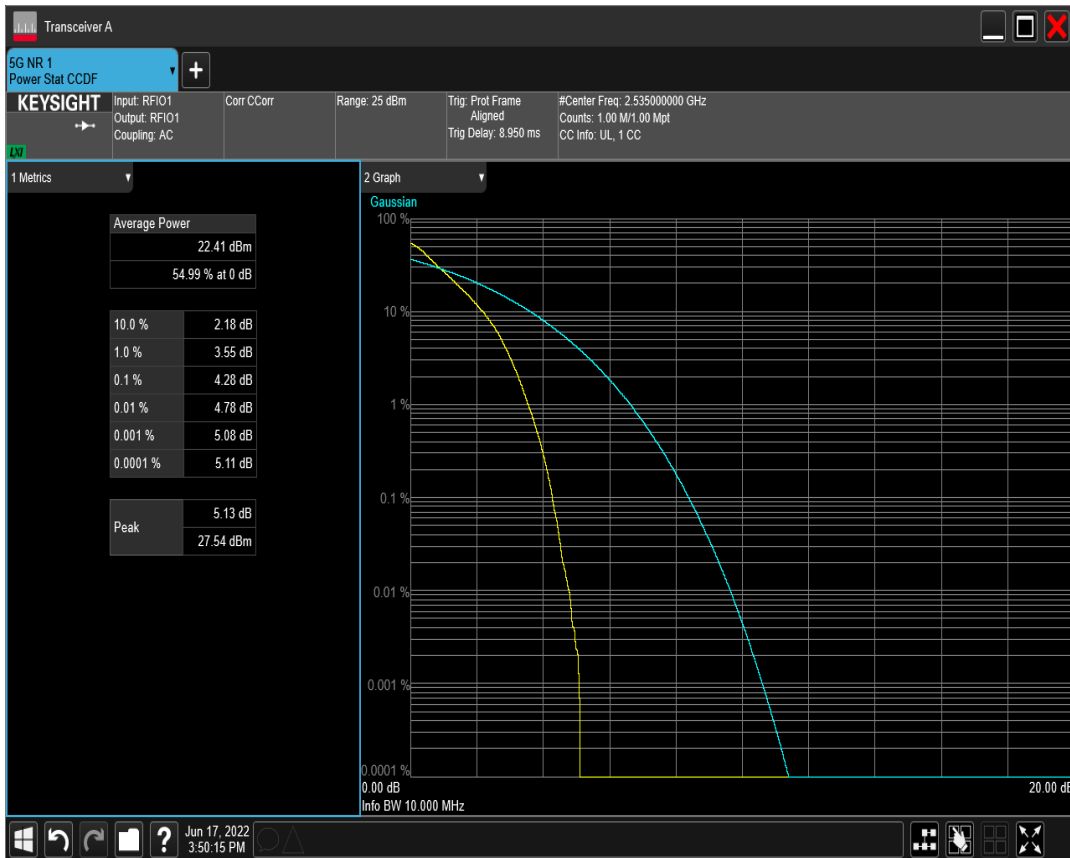 Transceiver A
5G NR 1
Power Stat CCDF
KEYSIGHT
LXI
Input: RFIO1
Output: RFIO1
Coupling: AC
Corr CCorr
Range: 25 dBm
Trig: Prot Frame
Aligned
Trig Delay: 8.950 ms
#Center Freq: 2.535000000 GHz
Counts: 1.00 M/1.00 Mpt
CC Info: UL, 1 CC
1 Metrics
Average Power
22.41 dBm
54.99 % at 0 dB
10.0 % 2.18 dB
1.0 % 3.55 dB
0.1 % 4.28 dB
0.01 % 4.78 dB
0.001 % 5.08 dB
0.0001 % 5.11 dB
Peak
5.13 dB
27.54 dBm
2 Graph
Gaussian
100 %
10 %
1 %
0.1 %
0.01 %
0.001 %
0.0001 %
0.00 dB
20.00 dB
Info BW 10.000 MHz
?
Jun 17, 2022
3:50:15 PM